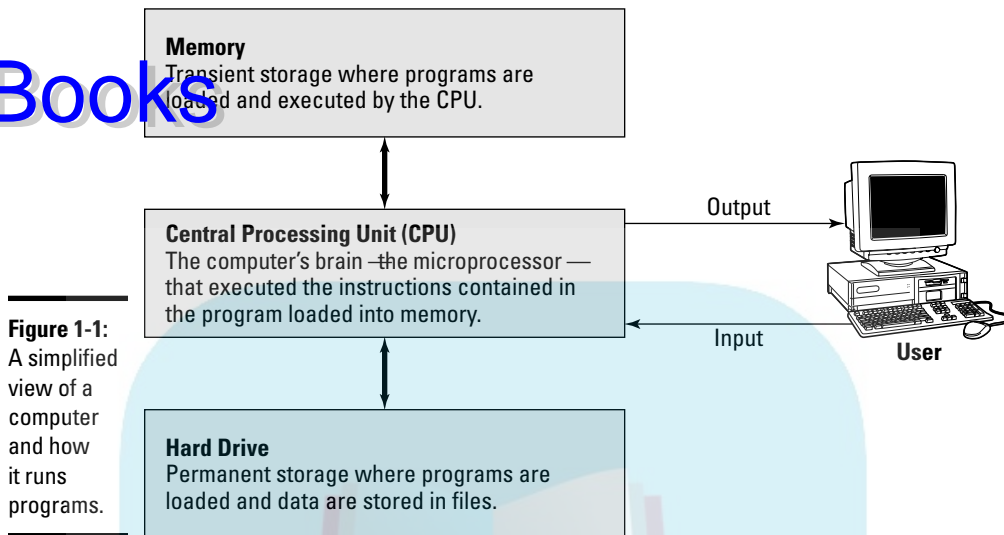 Memory
Transient storage where programs are
loaded and executed by the CPU.
Books
Central Processing Unit (CPU)
The computer's brain —the microprocessor —
that executed the instructions contained in
the program loaded into memory.
Output
Input
User
Figure 1-1:
A simplified
view of a
computer
and how
it runs
programs.
Hard Drive
Permanent storage where programs are
loaded and data are stored in files.